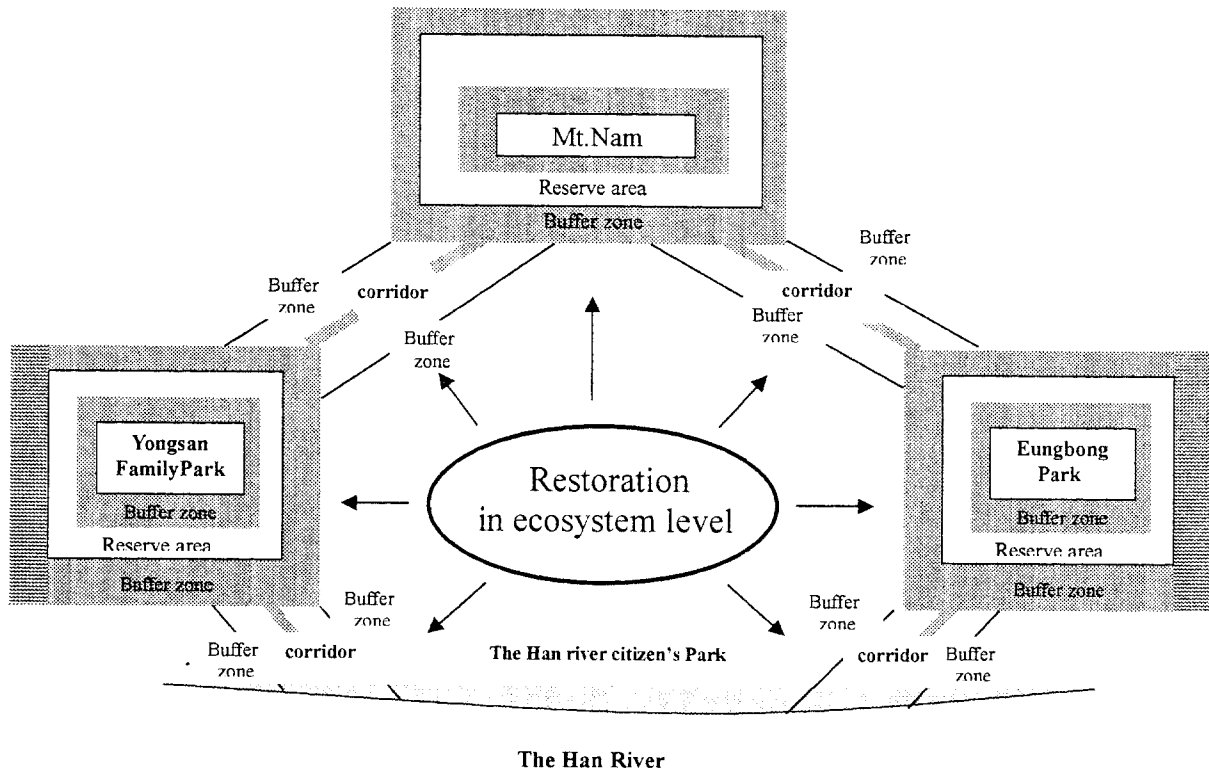 Mt.Nam
Reserve area
Buffer zone
Buffer
zone
corridor
Buffer
zone
Buffer
zone
corridor
Buffer
zone
Yongsan
FamilyPark
Buffer zone
Reserve area
Buffer zone
Restoration
in ecosystem level
Eungbong
Park
Buffer zone
Reserve area
Buffer zone
Buffer
zone
corridor
Buffer
zone
The Han river citizen's Park
Buffer
zone
corridor
Buffer
zone
The Han River